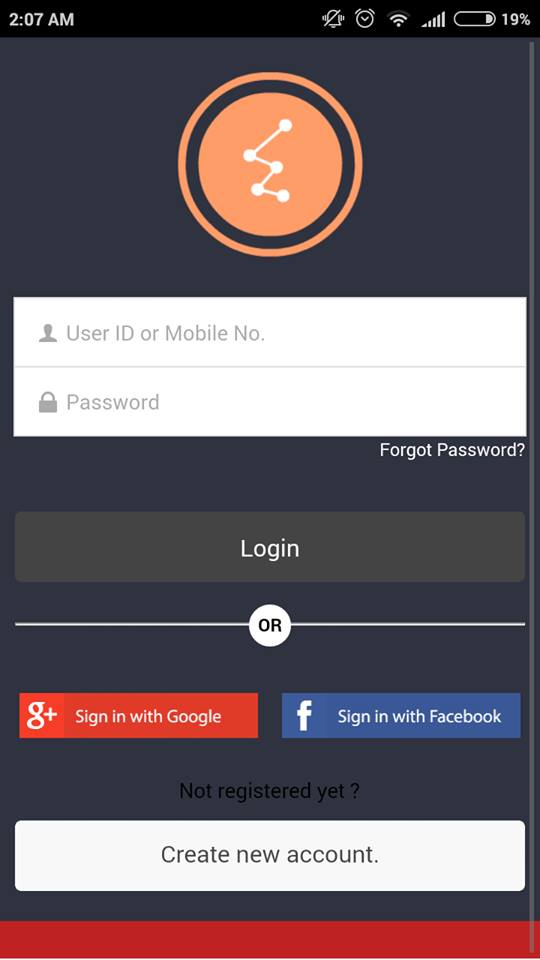 2:07 AM 19%
User ID or Mobile No.
Password
Forgot Password?
Login
OR
g+ Sign in with Google f Sign in with Facebook
Not registered yet ?
Create new account.